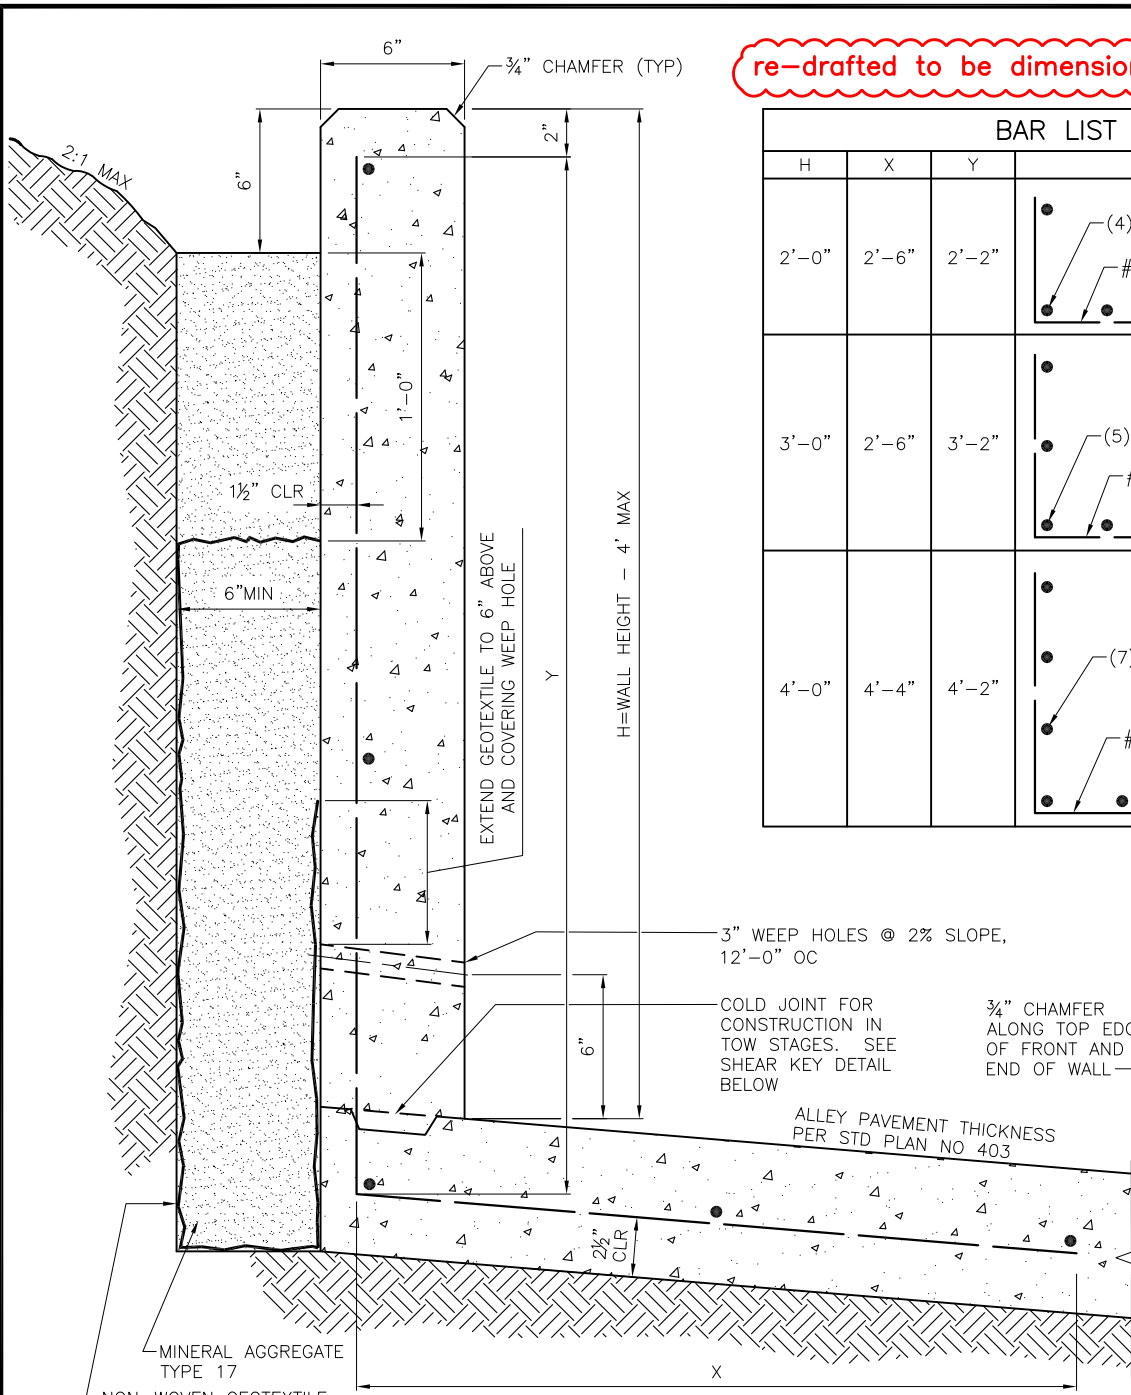 6"
¾" CHAMFER (TYP)
re-drafted to be
2:1 MAX
6"
2"
BAR LIST
H X Y
2'-0" 2'-6" 2'-2"
(4)
#
3'-0" 2'-6" 3'-2"
(5)
#
4'-0" 4'-4" 4'-2"
(7)
#
1'-0"
1½" CLR
6"MIN
EXTEND GEOTEXTILE TO 6" ABOVE
AND COVERING WEEP HOLE
Y
H=WALL HEIGHT – 4' MAX
3" WEEP HOLES @ 2% SLOPE,
12'-0" OC
COLD JOINT FOR
CONSTRUCTION IN
TOW STAGES. SEE
SHEAR KEY DETAIL
BELOW
¾" CHAMFER
ALONG TOP
OF FRONT AND
END OF WALL
6"
ALLEY PAVEMENT THICKNESS
PER STD PLAN NO 403
2½"
CLR
MINERAL AGGREGATE
TYPE 17
NON-WOVEN GEOTEXTILE
X